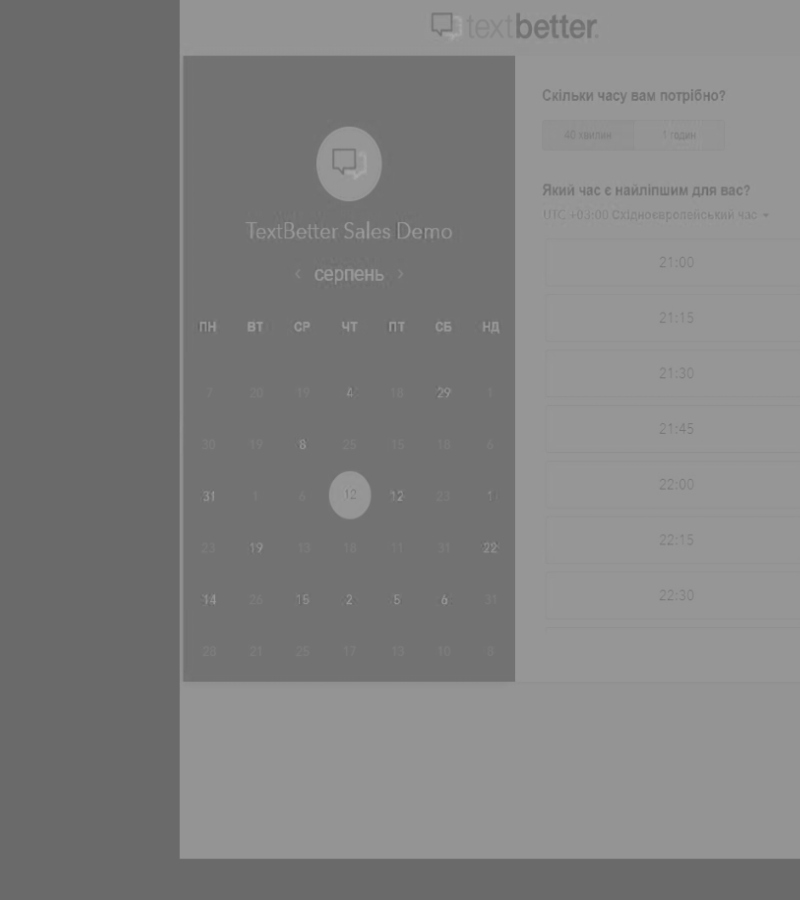 textbetter.
TextBetter Sales Demo
‹ серпень ›
ПН ВТ СР ЧТ ПТ СБ НД
7 20 19 4 18 29 1
30 19 8 25 15 18 6
31 1 6 12 12 23 1
23 19 13 18 11 31 22
14 26 15 2 5 6 31
28 21 25 17 13 10 8
Скільки часу вам потрібно?
40 хвилин 1 годин
Який час є найліпшим для вас?
UTC +03:00 Східноєвропейський час
21:00
21:15
21:30
21:45
22:00
22:15
22:30